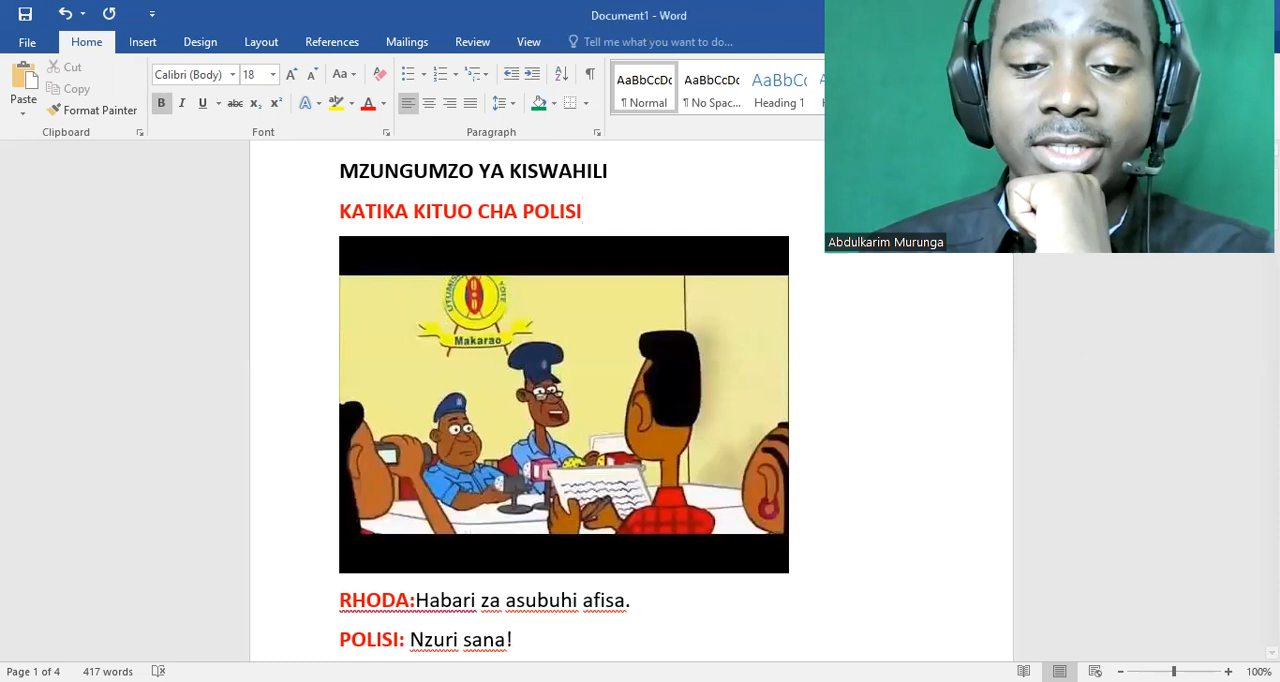 Document1 - Word
File Home Insert Design Layout References Mailings Review View Tell me what you want to do...
Paste
Cut
Copy
Format Painter
Clipboard
Calibri (Body) 18
Font
Paragraph
AaBbCcDc AaBbCcDc AaBbCc
¶ Normal ¶ No Spac... Heading 1
Abdulkarim Murunga
MZUNGUMZO YA KISWAHILI
KATIKA KITUO CHA POLISI
Makarao
RHODA:Habari za asubuhi afisa.
POLISI: Nzuri sana!
Page 1 of 4 417 words 100%